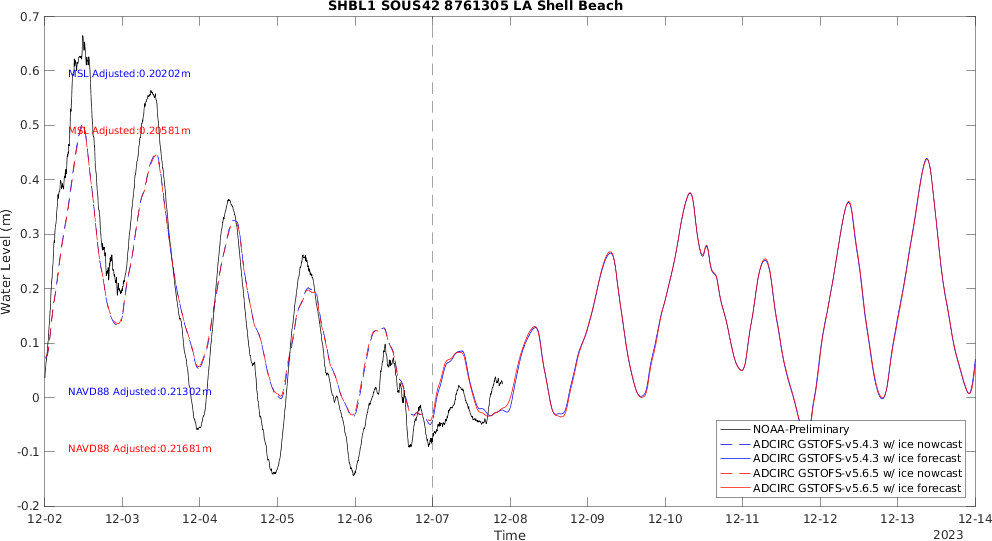 SHBL1 SOUS42 8761305 LA Shell Beach
0.7
0.6
0.5
0.4
0.3
0.2
0.1
0
-0.1
-0.2
Water Level (m)
MSL Adjusted:0.20202m
MSL Adjusted:0.20581m
NAVD88 Adjusted:0.21302m
NAVD88 Adjusted:0.21681m
NOAA-Preliminary
ADCIRC GSTOFS-v5.4.3 w/ ice nowcast
ADCIRC GSTOFS-v5.4.3 w/ ice forecast
ADCIRC GSTOFS-v5.6.5 w/ ice nowcast
ADCIRC GSTOFS-v5.6.5 w/ ice forecast
12-02 12-03 12-04 12-05 12-06 12-07 12-08 12-09 12-10 12-11 12-12 12-13 12-14
Time
2023